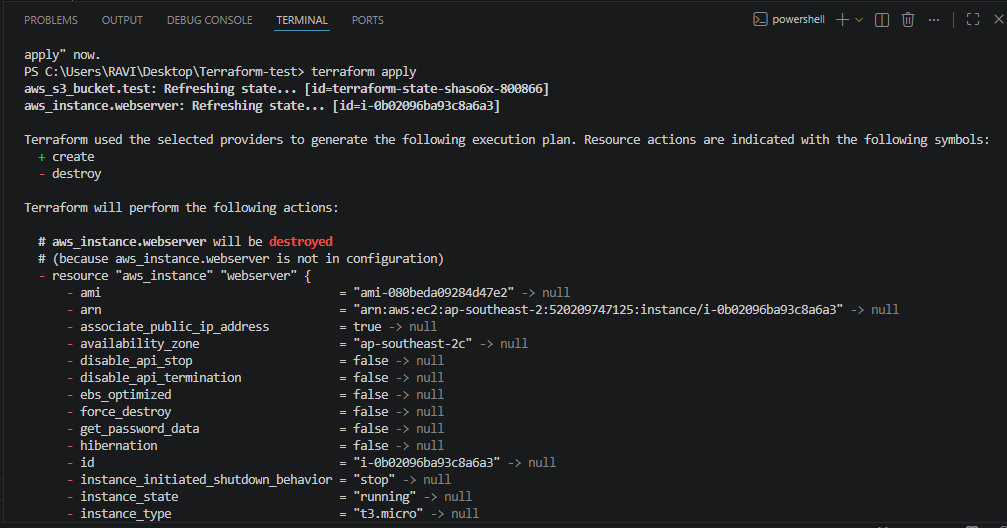 PROBLEMS OUTPUT DEBUG CONSOLE TERMINAL PORTS powershell
apply" now.
PS C:\Users\RAVI\Desktop\Terraform-test> terraform apply
aws_s3_bucket.test: Refreshing state... [id=terraform-state-shaso6x-800866]
aws_instance.webserver: Refreshing state... [id=i-0b02096ba93c8a6a3]
Terraform used the selected providers to generate the following execution plan. Resource actions are indicated with the following symbols:
+ create
- destroy
Terraform will perform the following actions:
# aws_instance.webserver will be destroyed
# (because aws_instance.webserver is not in configuration)
- resource "aws_instance" "webserver" {
- ami = "ami-080beda09284d47e2" -> null
- arn = "arn:aws:ec2:ap-southeast-2:520209747125:instance/i-0b02096ba93c8a6a3" -> null
- associate_public_ip_address = true -> null
- availability_zone = "ap-southeast-2c" -> null
- disable_api_stop = false -> null
- disable_api_termination = false -> null
- ebs_optimized = false -> null
- force_destroy = false -> null
- get_password_data = false -> null
- hibernation = false -> null
- id = "i-0b02096ba93c8a6a3" -> null
- instance_initiated_shutdown_behavior = "stop" -> null
- instance_state = "running" -> null
- instance_type = "t3.micro" -> null